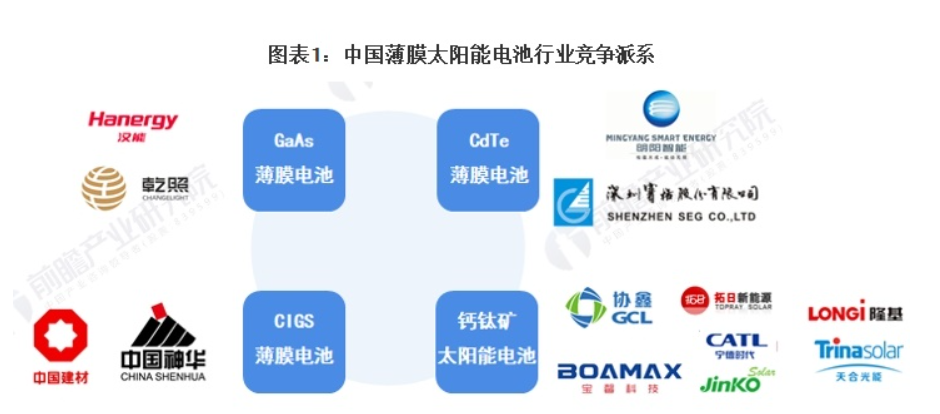 图表1：中国薄膜太阳能电池行业竞争派系
Hanergy
汉能
GaAs
薄膜电池
CdTe
薄膜电池
MINGYANG SMART ENERGY
明阳智能
乾照
CHANGELIGHT
深圳赛格股份有限公司
SHENZHEN SEG CO.,LTD
前瞻产业研究院
中国建材
中国神华
CHINA SHENHUA
CIGS
薄膜电池
钙钛矿
太阳能电池
协鑫
GCL
拓日
拓日新能源
TOPRAY SOLAR
LONGi 隆基
CATL
宁德时代
BOAMAX
宝馨科技
Solar
JinKO
Trinasolar
天合光能